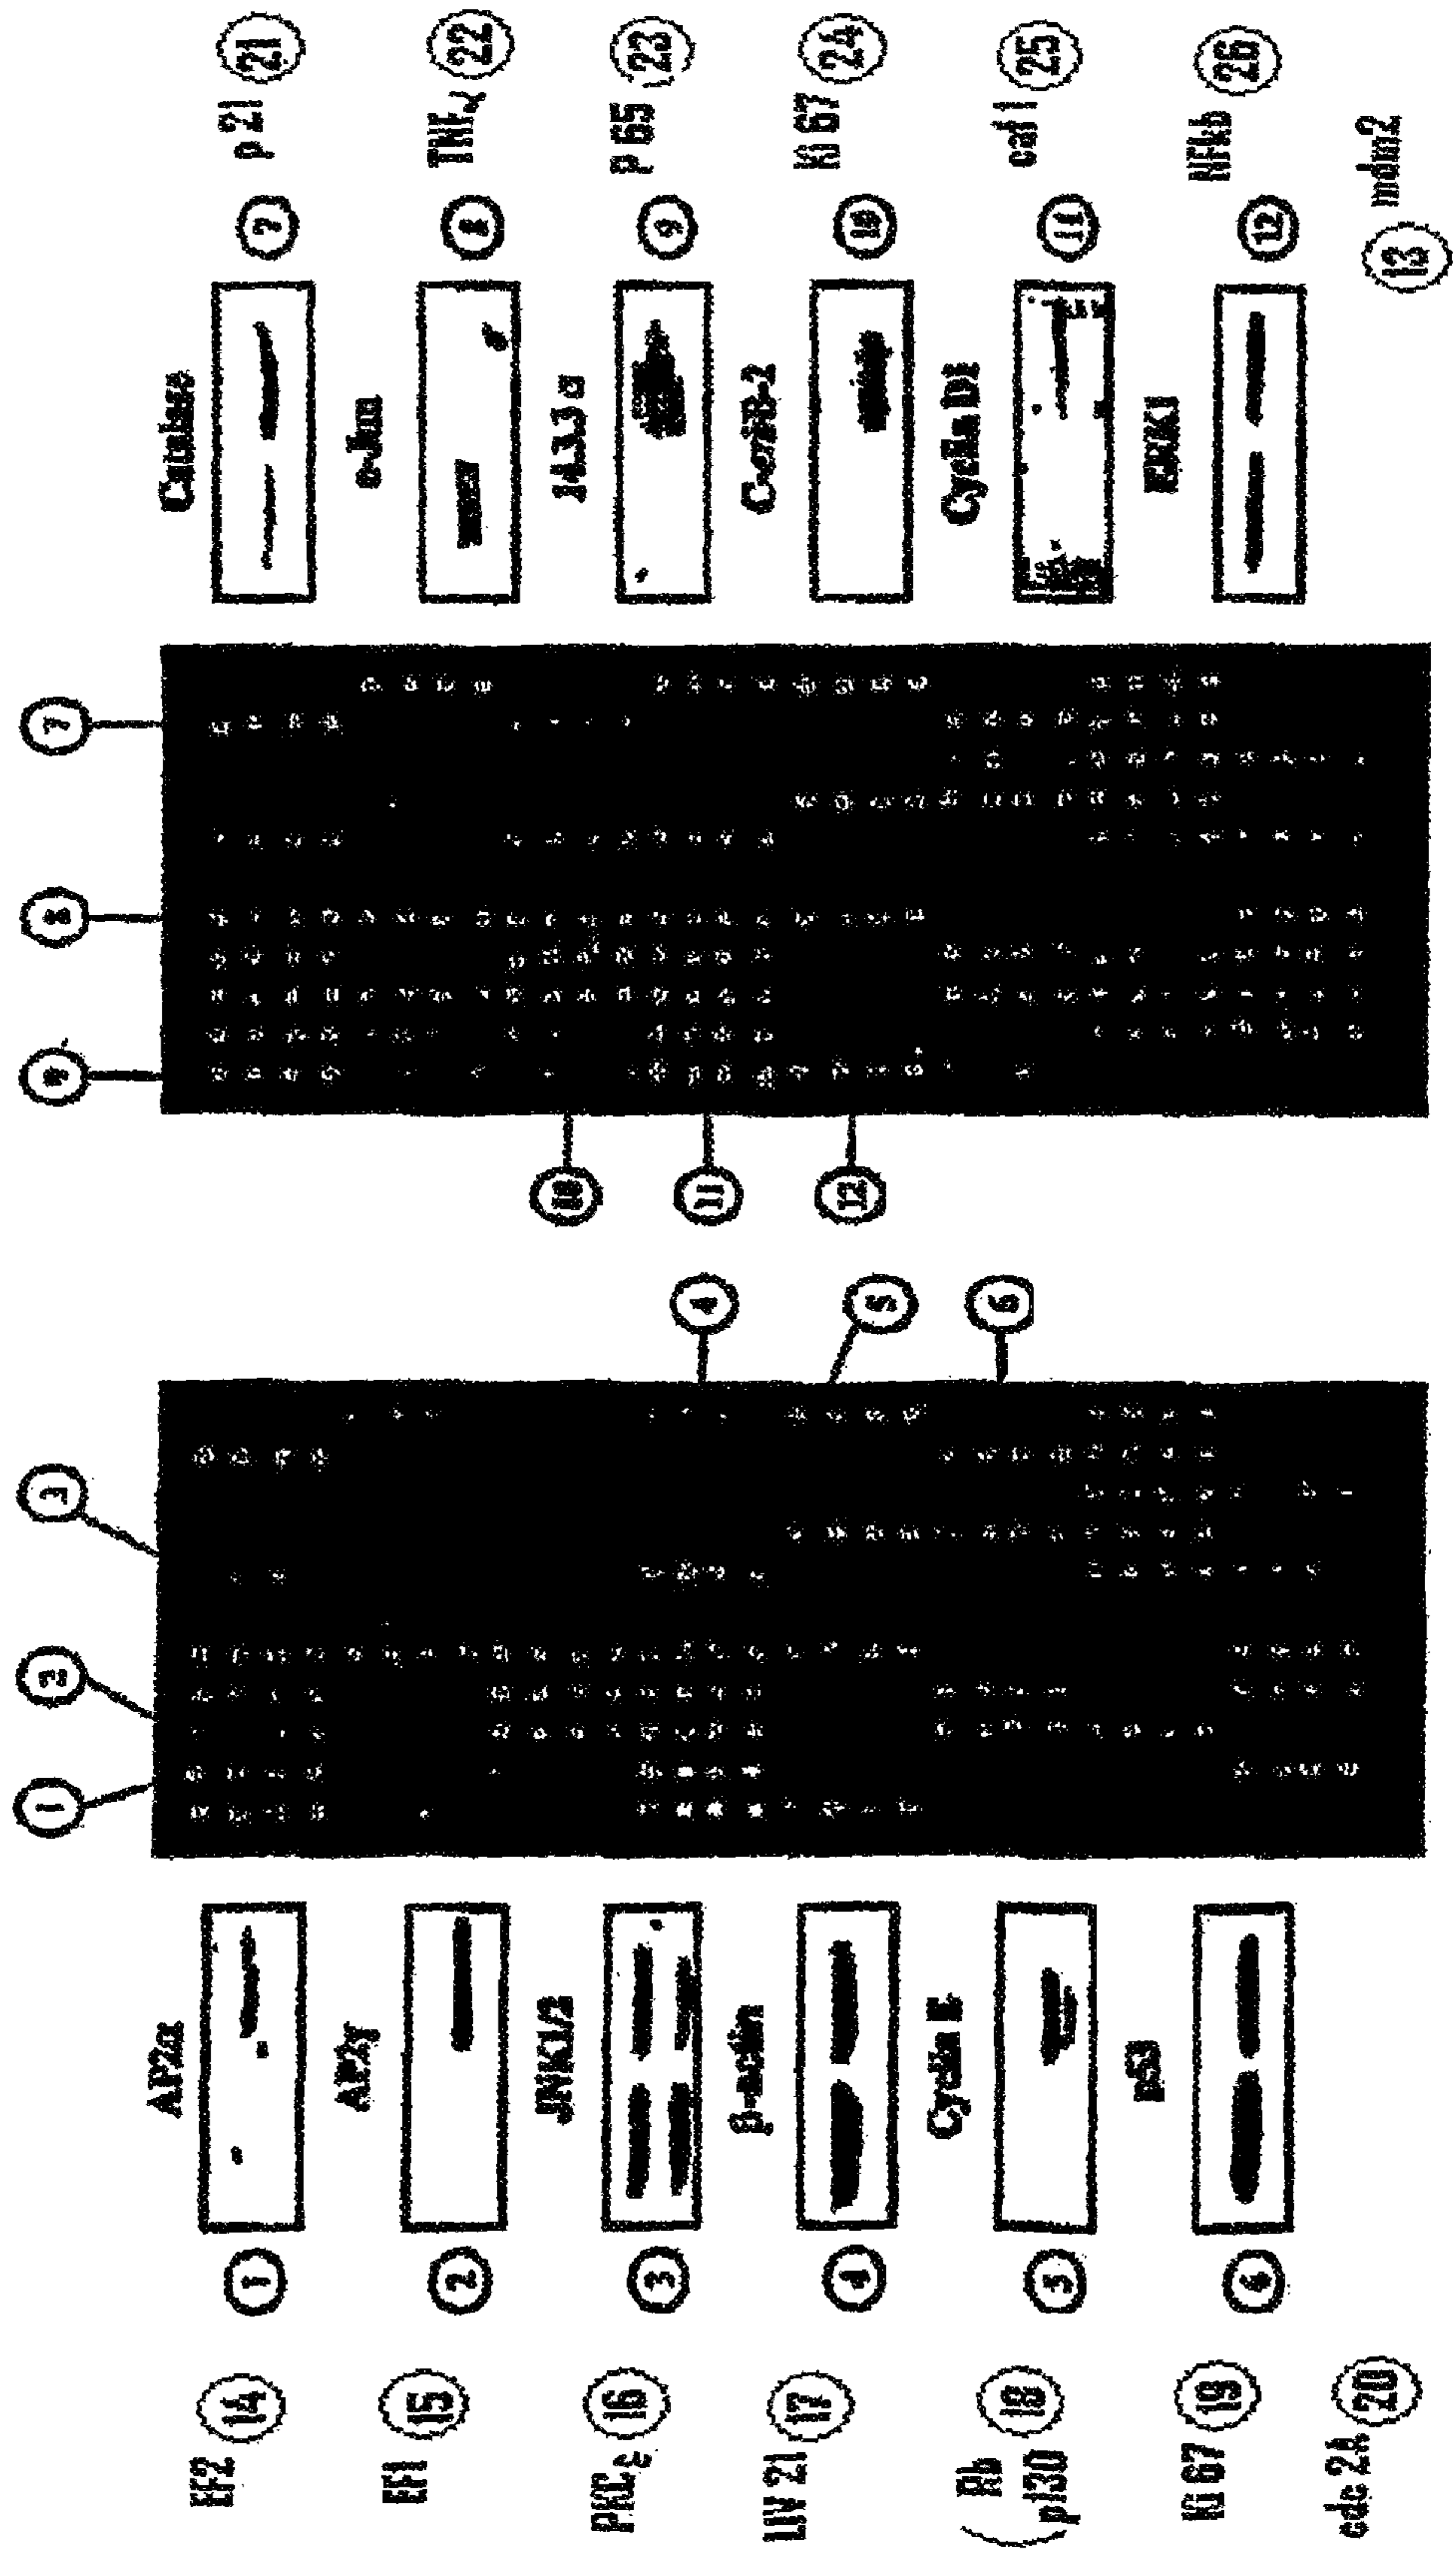 1 2 3 9 8 7
AP2α
Catalase
EF2 14 1
7 p 21 21
AP2γ
c-Jun
EF1 15 2
8 TNF 22
JNK1/2
14.3.3 σ
PKCε 16 3
9 P 65 23
10
β-actin
C-erbB-2
LIV 21 17 4
10 Ki 67 24
4 11
Cyclin E
Cyclin D1
Rb
p130 18 5
11 caf 1 25
5 12
p53
ERK1
Ki 67 19 6
12 NFkb 26
6
cdc 2A 20
13 mdm2